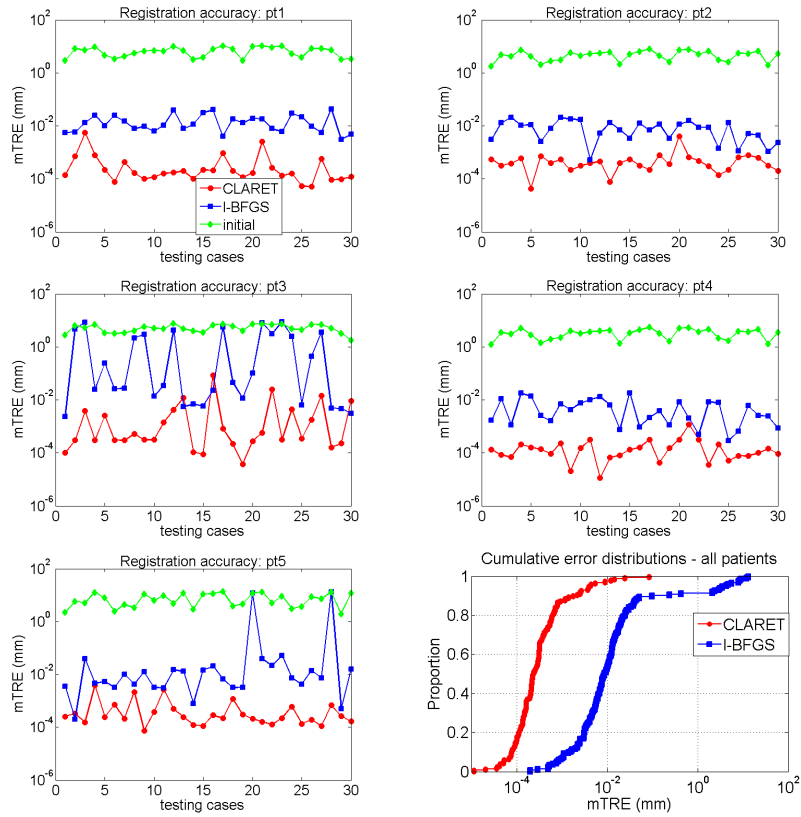 Registration accuracy: pt1
mTRE (mm)
10^2
10^0
10^-2
10^-4
10^-6
0 5 10 15 20 25 30
testing cases
CLARET
l-BFGS
initial
Registration accuracy: pt2
mTRE (mm)
10^2
10^0
10^-2
10^-4
10^-6
0 5 10 15 20 25 30
testing cases
Registration accuracy: pt3
mTRE (mm)
10^2
10^0
10^-2
10^-4
10^-6
0 5 10 15 20 25 30
testing cases
Registration accuracy: pt4
mTRE (mm)
10^2
10^0
10^-2
10^-4
10^-6
0 5 10 15 20 25 30
testing cases
Registration accuracy: pt5
mTRE (mm)
10^2
10^0
10^-2
10^-4
10^-6
0 5 10 15 20 25 30
testing cases
Cumulative error distributions - all patients
Proportion
1
0.8
0.6
0.4
0.2
0
10^-4 10^-2 10^0 10^2
mTRE (mm)
CLARET
l-BFGS